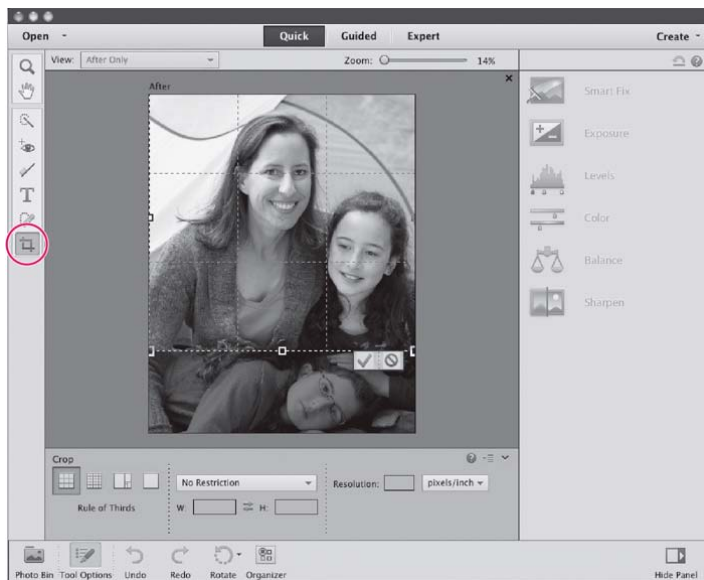 Open
Quick Guided Expert
Create
View: After Only
Zoom: 14%
After
Smart Fix
Exposure
Levels
Color
Balance
Sharpen
T
Crop
No Restriction
Resolution: pixels/inch
Rule of Thirds
W: H:
Photo Bin Tool Options Undo Redo Rotate Organizer
Hide Panel